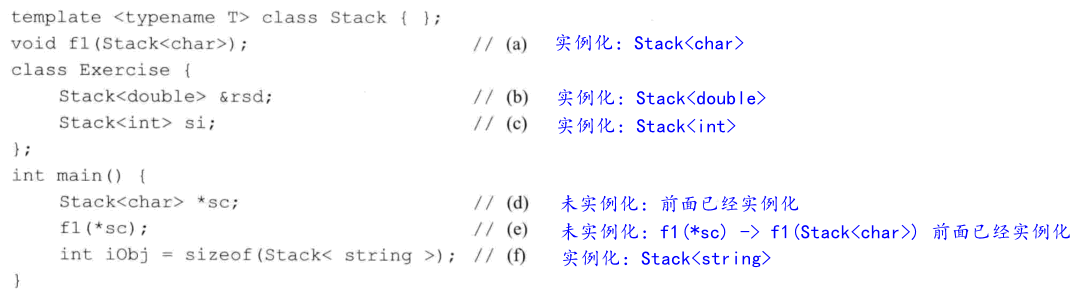 template <typename T> class Stack { };
void f1(Stack<char>); // (a) 实例化: Stack<char>
class Exercise {
    Stack<double> &rsd; // (b) 实例化: Stack<double>
    Stack<int> si; // (c) 实例化: Stack<int>
};
int main() {
    Stack<char> *sc; // (d) 未实例化: 前面已经实例化
    f1(*sc); // (e) 未实例化: f1(*sc) -> f1(Stack<char>) 前面已经实例化
    int iObj = sizeof(Stack< string >); // (f) 实例化: Stack<string>
}